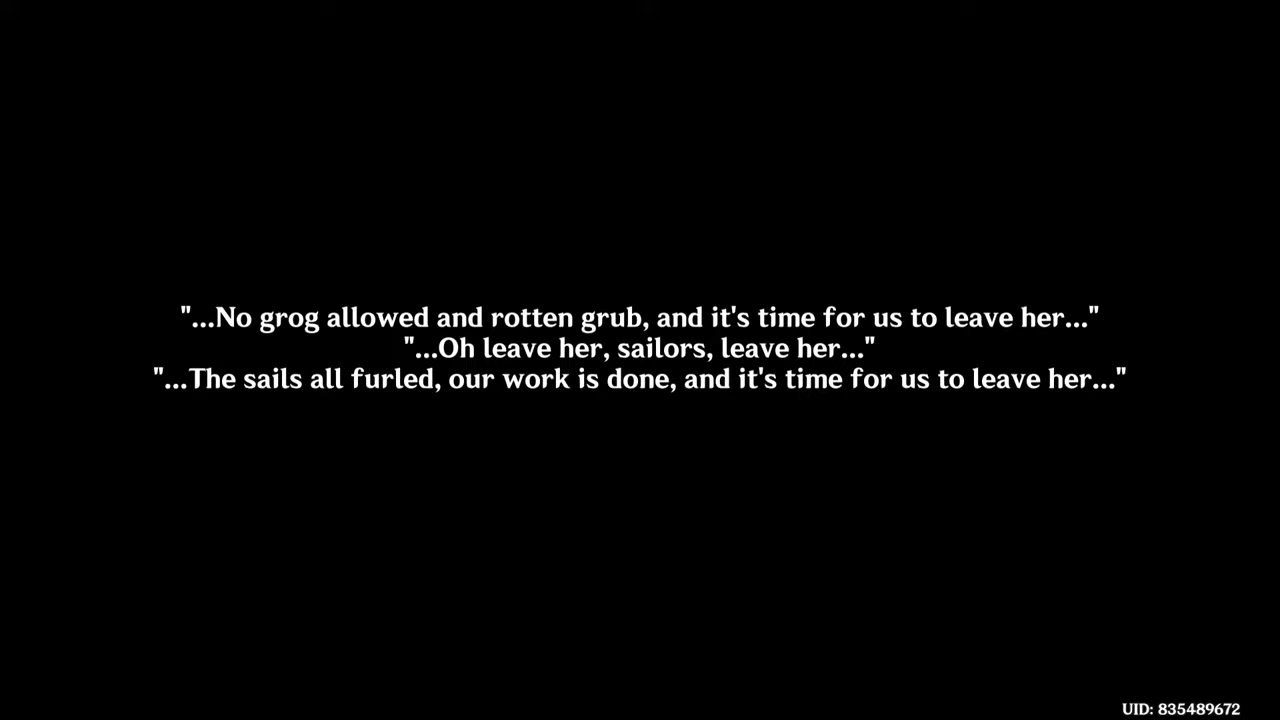 "...No grog allowed and rotten grub, and it's time for us to leave her..."
"...Oh leave her, sailors, leave her..."
"...The sails all furled, our work is done, and it's time for us to leave her..."
UID: 835489672